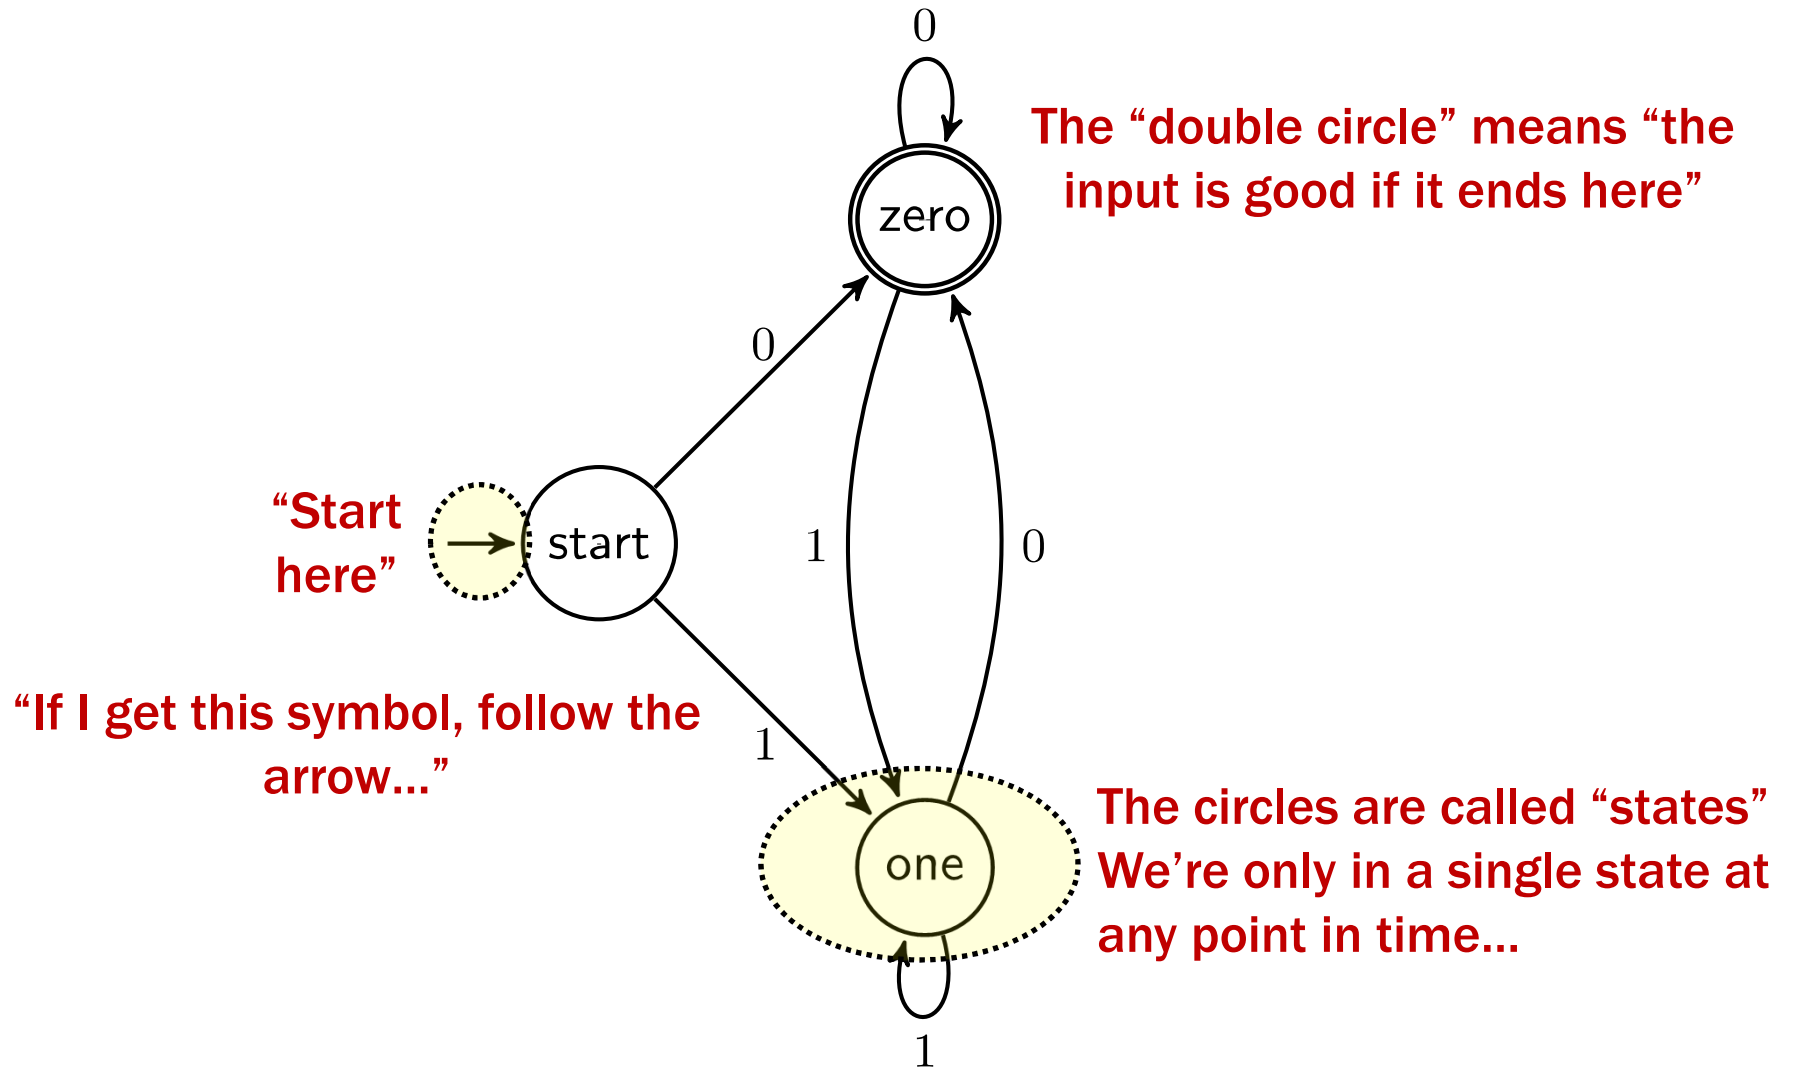 0
The “double circle” means “the
input is good if it ends here”
zero
0
“Start
here”
start
1
0
“If I get this symbol, follow the
arrow…”
1
one
The circles are called “states”
We’re only in a single state at
any point in time…
1